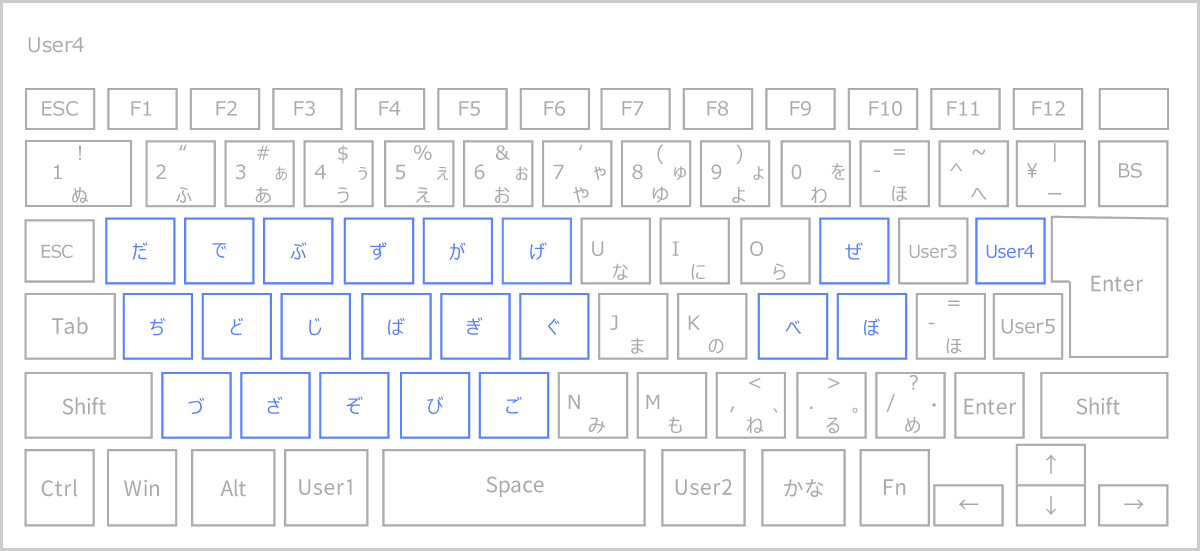 User4
ESC F1 F2 F3 F4 F5 F6 F7 F8 F9 F10 F11 F12
! “ # $ % & ‘ ( ) = ~ |
1 2 3 ぁ 4 ぅ 5 ぇ 6 ぉ 7 ゃ 8 ゅ 9 ょ 0 を - ^ ¥ BS
ぬ ふ あ う え お や ゆ よ わ ほ へ ー
ESC だ で ぶ ず が げ U I O ぜ User3 User4
な に ら
Enter
Tab ぢ ど じ ば ぎ ぐ J K べ ぼ = - User5
ま の ほ
Shift づ ざ ぞ び ご N M < , 、 > . 。 ? / ・ Enter Shift
み も ね る め
Ctrl Win Alt User1 Space User2 かな Fn ↑
← ↓ →